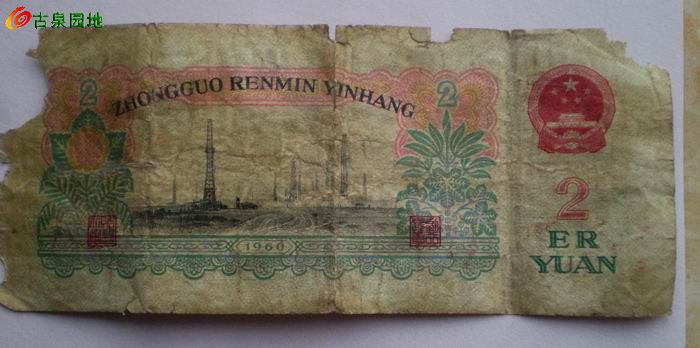 古泉园地
ZHONGGUO RENMIN YINHANG
2
2
1960
2
ER
YUAN